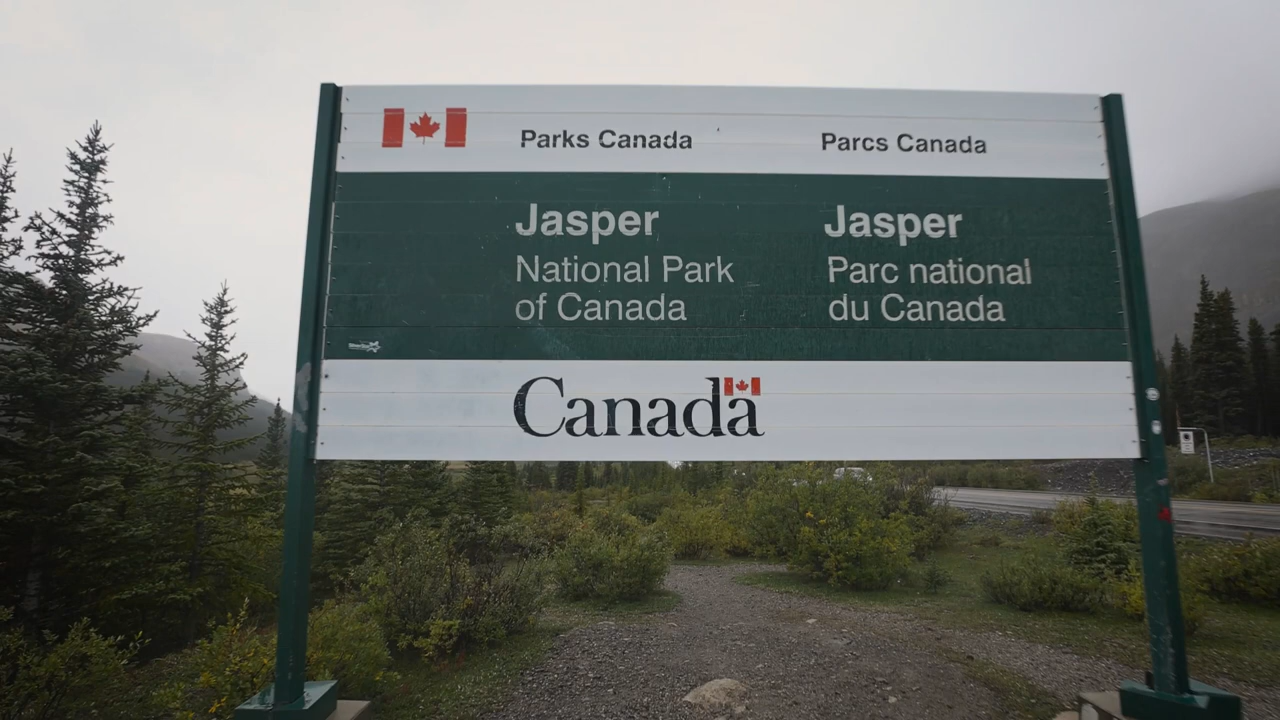 Parks Canada
Parcs Canada
Jasper
National Park
of Canada
Jasper
Parc national
du Canada
Canada